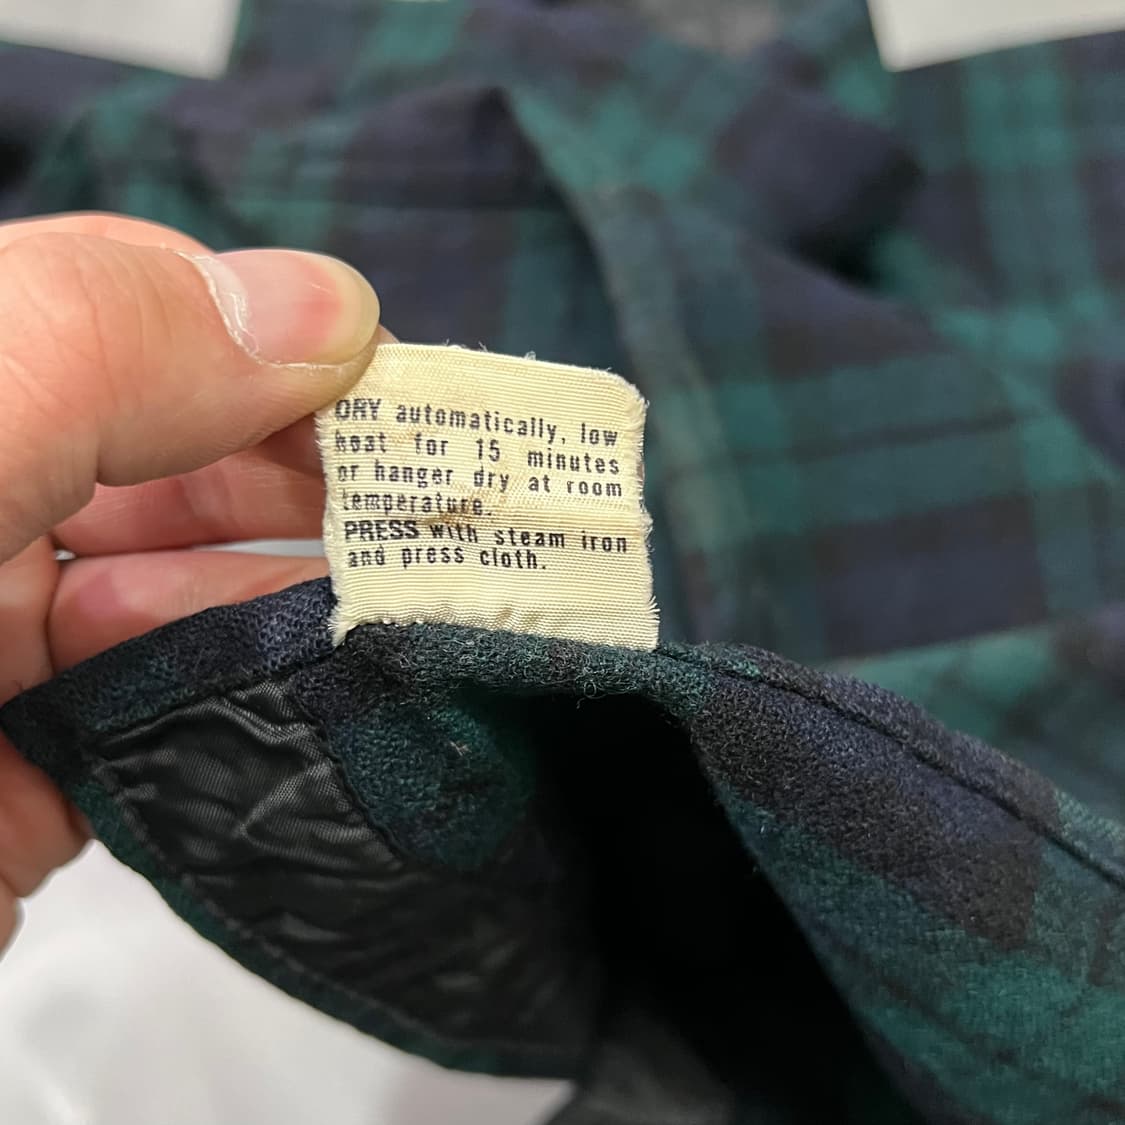 DRY automatically, low
heat for 15 minutes
or hanger dry at room
temperature.
PRESS with steam iron
and press cloth.